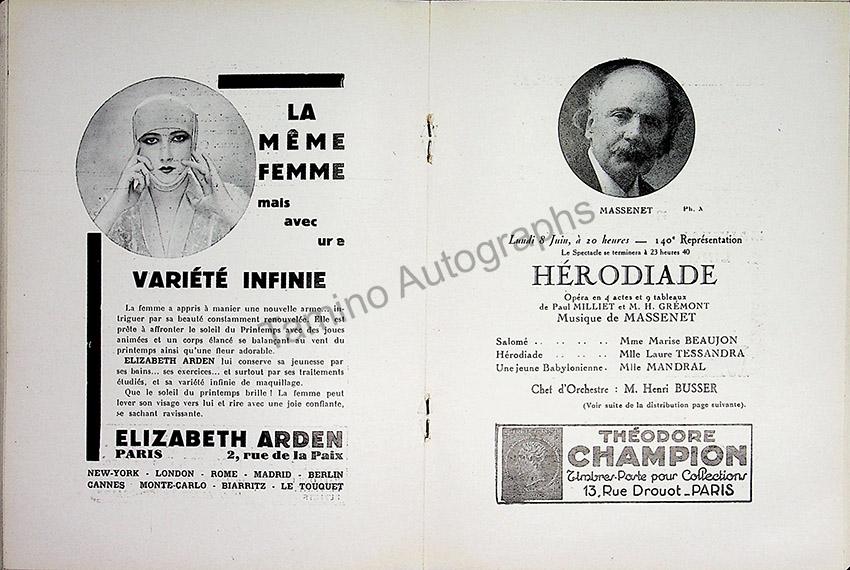 LA
MÊME
FEMME
mais
avec
une
VARIÉTÉ INFINIE
La femme a appris à manier une nouvelle arme : in-
triguer par sa beauté constamment renouvelée. Elle est
prête à affronter le soleil du Printemps avec des joues
animées et un corps élancé se balançant au vent du
printemps ainsi qu'une fleur adorable.
ELIZABETH ARDEN lui conserve sa jeunesse par
ses bains... ses exercices... et surtout par ses traitements
étudiés, et sa variété infinie de maquillage.
Que le soleil du printemps brille ! La femme peut
lever son visage vers lui et rire avec une joie confiante,
se sachant ravissante.
ELIZABETH ARDEN
PARIS 2, rue de la Paix
NEW-YORK - LONDON - ROME - MADRID - BERLIN
CANNES MONTE-CARLO - BIARRITZ - LE TOUQUET
MASSENET Ph. X
Lundi 8 Juin, à 20 heures — 140e Représentation
Le Spectacle se terminera à 23 heures 40
HÉRODIADE
Opéra en 4 actes et 9 tableaux
de Paul MILLIET et M. H. GRÉMONT
Musique de MASSENET
Salomé .. .. .. .. Mme Marise BEAUJON
Hérodiade .. .. .. Mlle Laure TESSANDRA
Une jeune Babylonienne. Mlle MANDRAL
Chef d'Orchestre : M. Henri BUSSER
(Voir suite de la distribution page suivante).
THÉODORE
CHAMPION
Timbres-Poste pour Collections
13, Rue Drouot_PARIS
Tamino Autographs